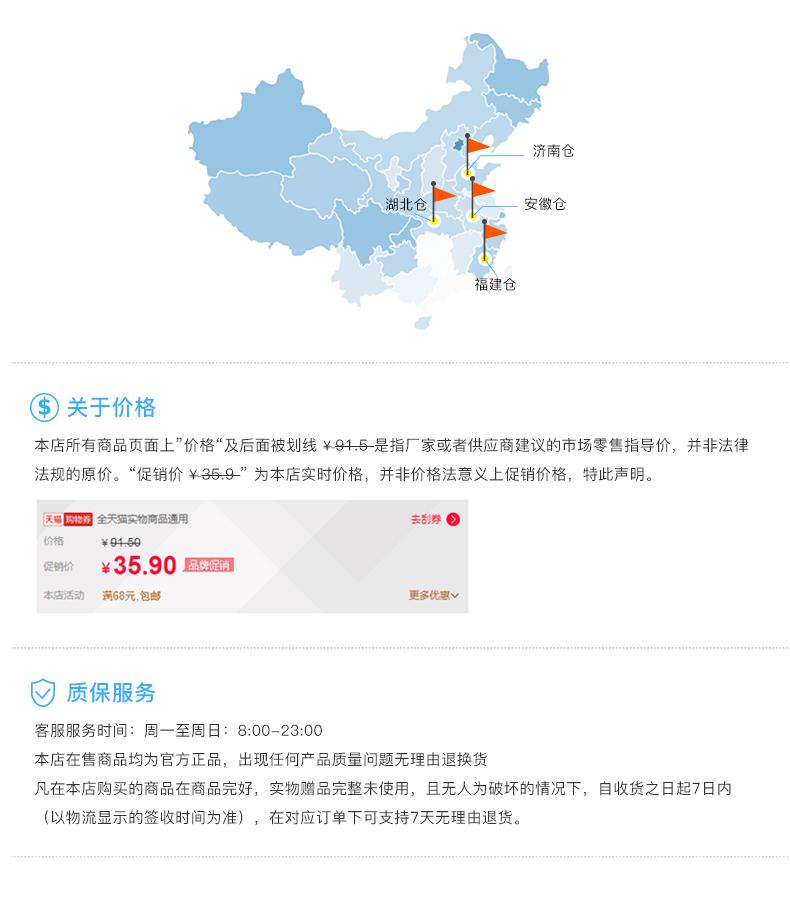 济南仓
湖北仓
安徽仓
福建仓
$ 关于价格
本店所有商品页面上”价格“及后面被划线 ￥91.5 是指厂家或者供应商建议的市场零售指导价，并非法律
法规的原价。“促销价 ￥35.9 ” 为本店实时价格，并非价格法意义上促销价格，特此声明。
天猫 购物券 全天猫实物商品通用 去刮券
价格 ¥91.50
促销价 ¥35.90 品牌促销
本店活动 满68元,包邮 更多优惠
质保服务
客服服务时间：周一至周日：8:00-23:00
本店在售商品均为官方正品，出现任何产品质量问题无理由退换货
凡在本店购买的商品在商品完好，实物赠品完整未使用，且无人为破坏的情况下，自收货之日起7日内
（以物流显示的签收时间为准），在对应订单下可支持7天无理由退货。